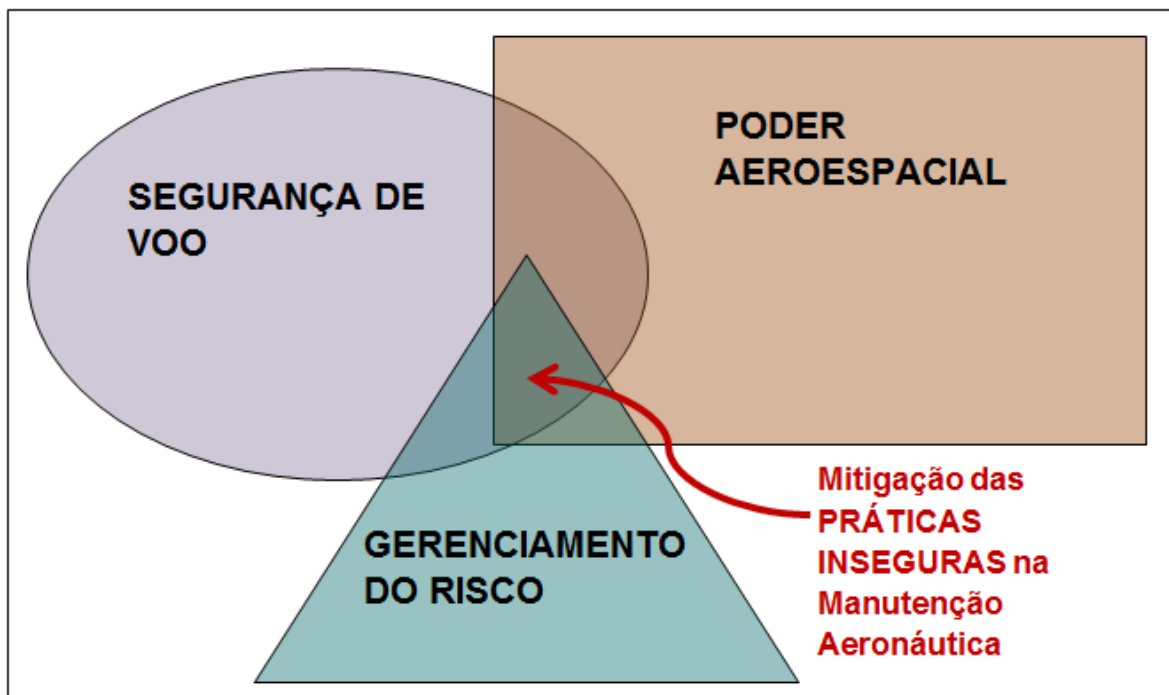 SEGURANÇA DE
VOO
PODER
AEROESPACIAL
GERENCIAMENTO
DO RISCO
Mitigação das
PRÁTICAS
INSEGURAS na
Manutenção
Aeronáutica